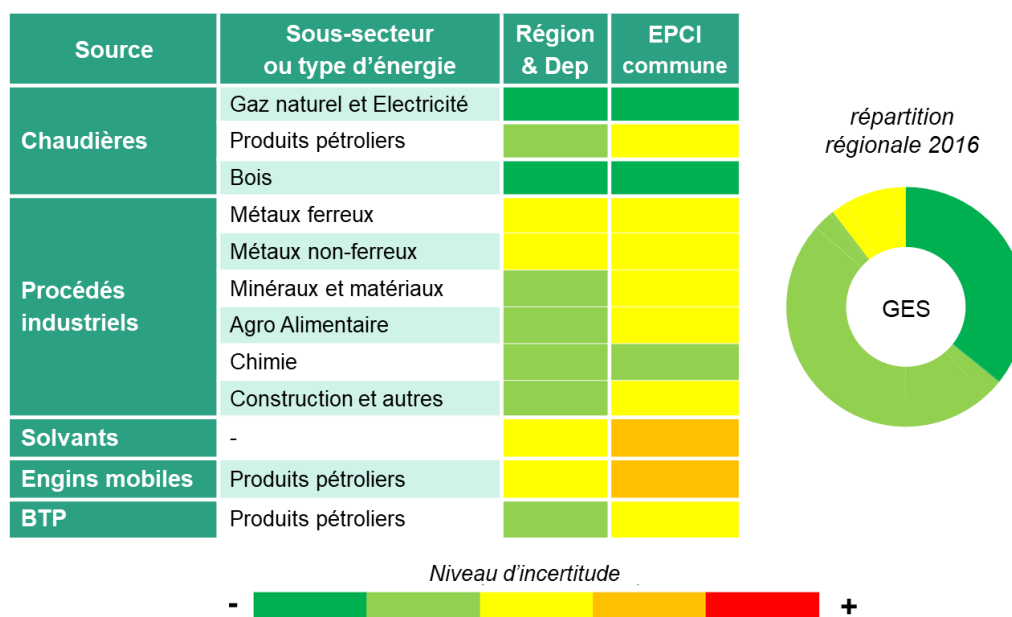 Source
Sous-secteur
ou type d'énergie
Région
& Dep
EPCI
commune
Chaudières
Gaz naturel et Electricité
Produits pétroliers
Bois
Procédés
industriels
Métaux ferreux
Métaux non-ferreux
Minéraux et matériaux
Agro Alimentaire
Chimie
Construction et autres
Solvants
-
Engins mobiles
Produits pétroliers
BTP
Produits pétroliers
répartition
régionale 2016
GES
Niveau d'incertitude
- +